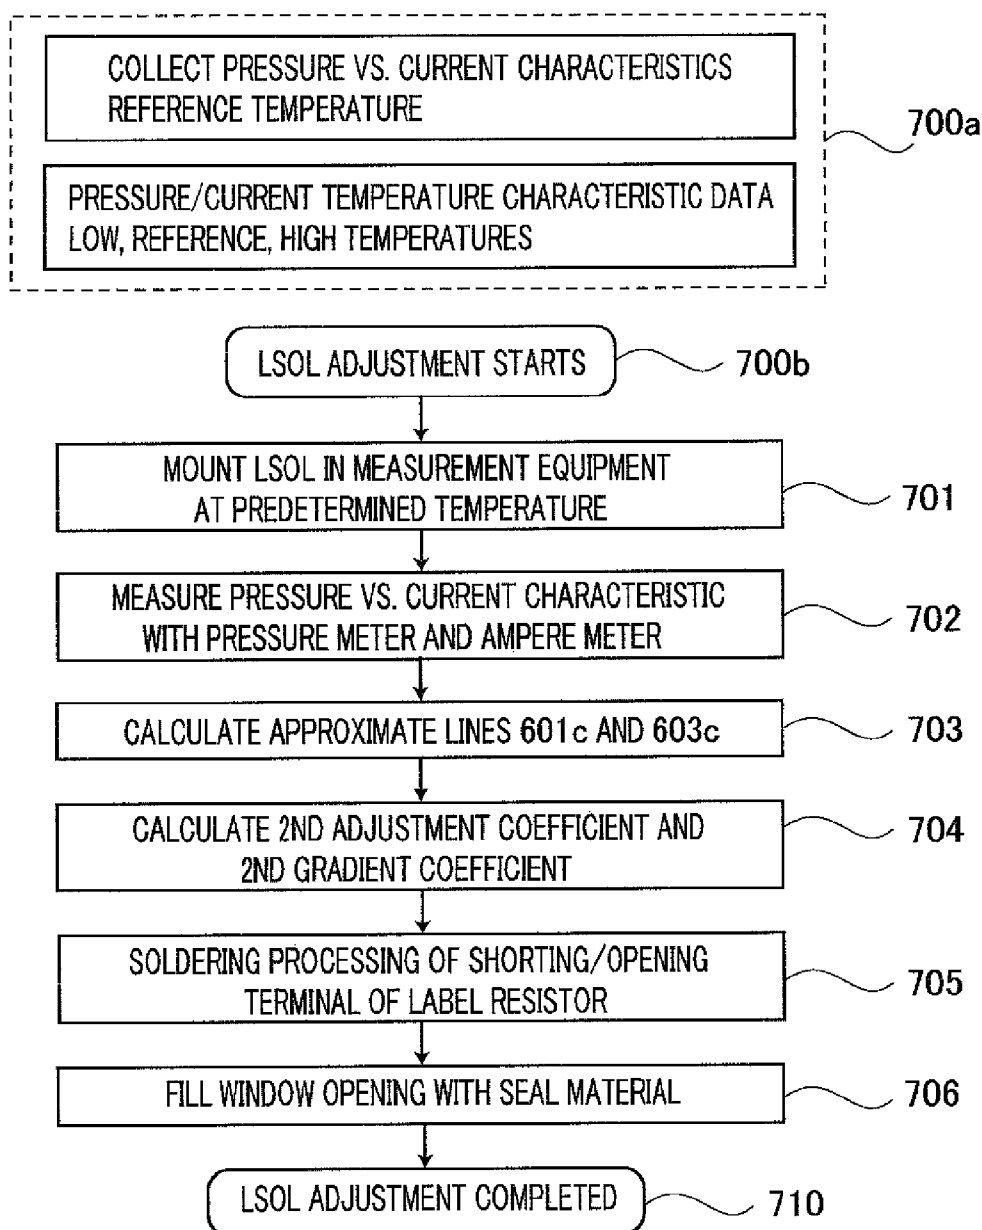 COLLECT PRESSURE VS. CURRENT CHARACTERISTICS
REFERENCE TEMPERATURE
700a
PRESSURE/CURRENT TEMPERATURE CHARACTERISTIC DATA
LOW, REFERENCE, HIGH TEMPERATURES
LSOL ADJUSTMENT STARTS
700b
MOUNT LSOL IN MEASUREMENT EQUIPMENT
AT PREDETERMINED TEMPERATURE
701
MEASURE PRESSURE VS. CURRENT CHARACTERISTIC
WITH PRESSURE METER AND AMPERE METER
702
CALCULATE APPROXIMATE LINES 601c AND 603c
703
CALCULATE 2ND ADJUSTMENT COEFFICIENT AND
2ND GRADIENT COEFFICIENT
704
SOLDERING PROCESSING OF SHORTING/OPENING
TERMINAL OF LABEL RESISTOR
705
FILL WINDOW OPENING WITH SEAL MATERIAL
706
LSOL ADJUSTMENT COMPLETED
710